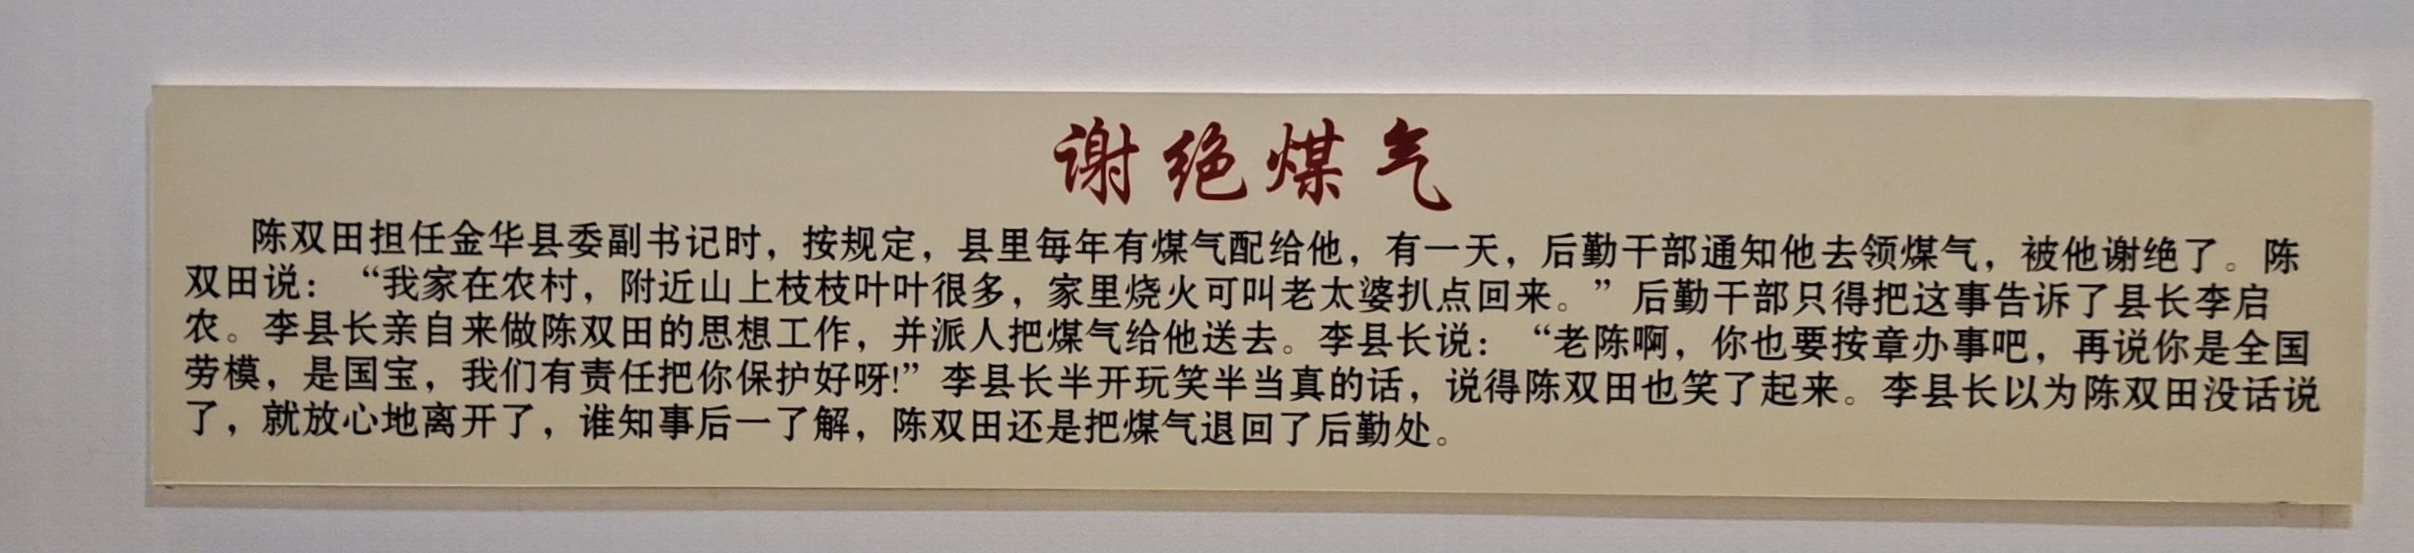 谢绝煤气
陈双田担任金华县委副书记时，按规定，县里每年有煤气配给他，有一天，后勤干部通知他去领煤气，被他谢绝了。陈
双田说：“我家在农村，附近山上枝枝叶叶很多，家里烧火可叫老太婆扒点回来。”后勤干部只得把这事告诉了县长李启
农。李县长亲自来做陈双田的思想工作，并派人把煤气给他送去。李县长说：“老陈啊，你也要按章办事吧，再说你是全国
劳模，是国宝，我们有责任把你保护好呀!”李县长半开玩笑半当真的话，说得陈双田也笑了起来。李县长以为陈双田没话说
了，就放心地离开了，谁知事后一了解，陈双田还是把煤气退回了后勤处。